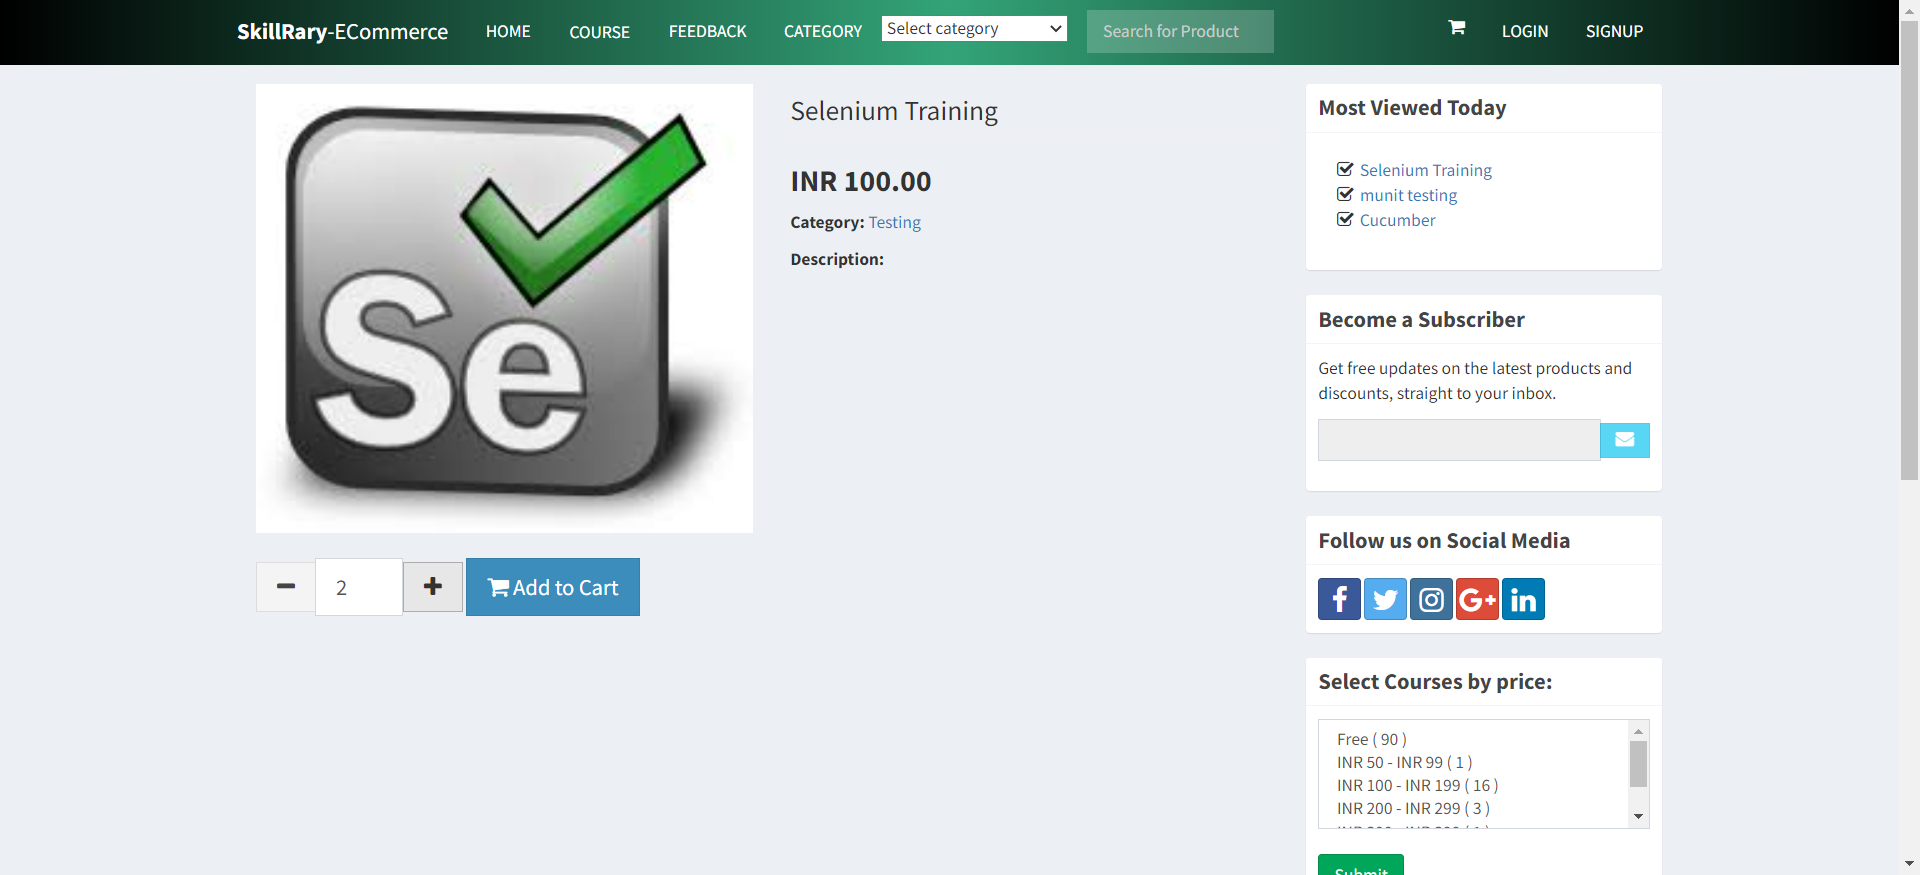 SkillRary-ECommerce HOME COURSE FEEDBACK CATEGORY Select category Search for Product LOGIN SIGNUP
Se
Selenium Training
INR 100.00
Category: Testing
Description:
2 Add to Cart
Most Viewed Today
Selenium Training
munit testing
Cucumber
Become a Subscriber
Get free updates on the latest products and
discounts, straight to your inbox.
Follow us on Social Media
Select Courses by price:
Free ( 90 )
INR 50 - INR 99 ( 1 )
INR 100 - INR 199 ( 16 )
INR 200 - INR 299 ( 3 )
Submit